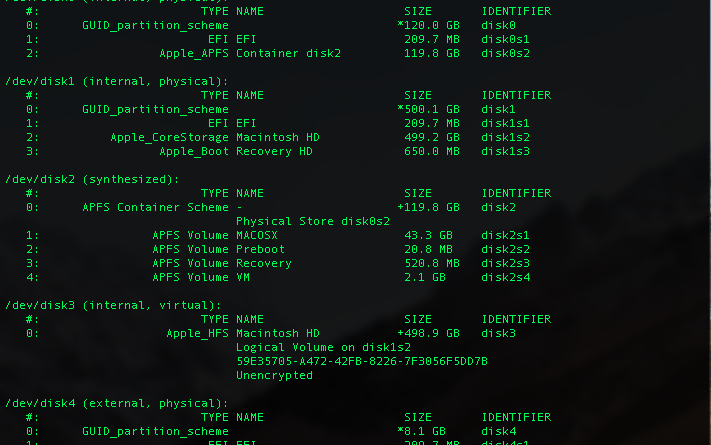 #: TYPE NAME SIZE IDENTIFIER
0: GUID_partition_scheme *120.0 GB disk0
1: EFI EFI 209.7 MB disk0s1
2: Apple_APFS Container disk2 119.8 GB disk0s2
/dev/disk1 (internal, physical):
#: TYPE NAME SIZE IDENTIFIER
0: GUID_partition_scheme *500.1 GB disk1
1: EFI EFI 209.7 MB disk1s1
2: Apple_CoreStorage Macintosh HD 499.2 GB disk1s2
3: Apple_Boot Recovery HD 650.0 MB disk1s3
/dev/disk2 (synthesized):
#: TYPE NAME SIZE IDENTIFIER
0: APFS Container Scheme - +119.8 GB disk2
Physical Store disk0s2
1: APFS Volume MACOSX 43.3 GB disk2s1
2: APFS Volume Preboot 20.8 MB disk2s2
3: APFS Volume Recovery 520.8 MB disk2s3
4: APFS Volume VM 2.1 GB disk2s4
/dev/disk3 (internal, virtual):
#: TYPE NAME SIZE IDENTIFIER
0: Apple_HFS Macintosh HD +498.9 GB disk3
Logical Volume on disk1s2
59E35705-A472-42FB-8226-7F3056F5DD7B
Unencrypted
/dev/disk4 (external, physical):
#: TYPE NAME SIZE IDENTIFIER
0: GUID_partition_scheme *8.1 GB disk4
1: EFI EFI 209.7 MB disk4s1